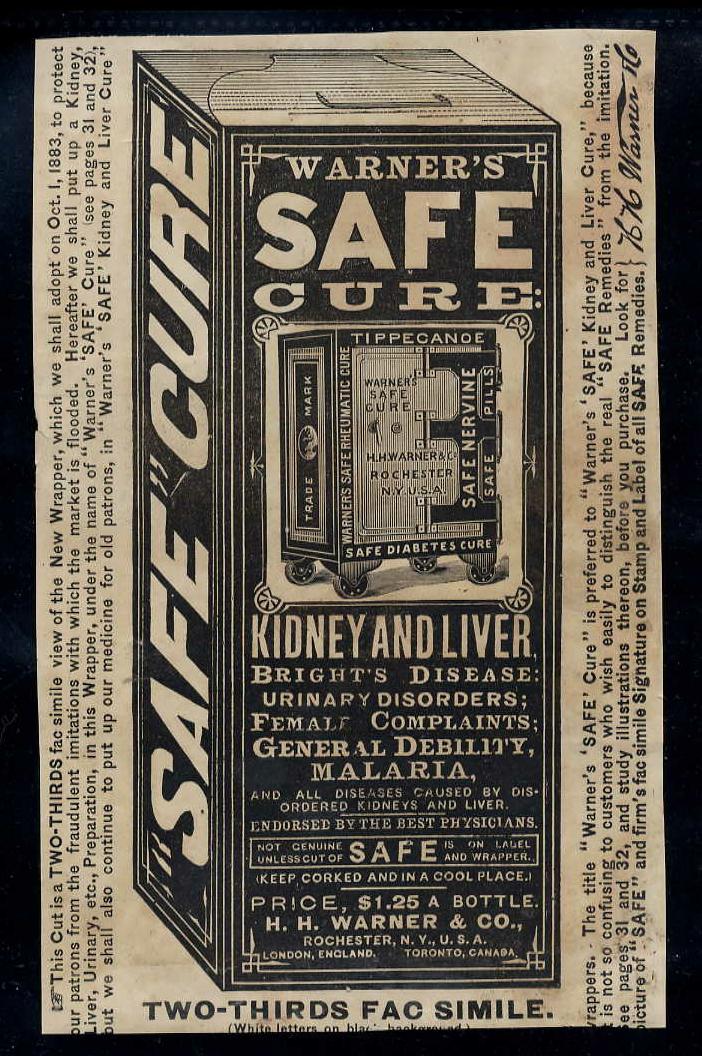 ☞This Cut is a TWO-THIRDS fac simile view of the New Wrapper, which we shall adopt on Oct. 1, 1883, to protect
our patrons from the fraudulent imitations with which the market is flooded. Hereafter we shall put up a Kidney,
Liver, Urinary, etc., Preparation, in this Wrapper, under the name of "Warner's 'SAFE' Cure" (see pages 31 and 32),
but we shall also continue to put up our medicine for old patrons, in "Warner's 'SAFE' Kidney and Liver Cure"
"SAFE" CURE
WARNER'S
SAFE
CURE:
TIPPECANOE
TRADE MARK
WARNER'S SAFE RHEUMATIC CURE
WARNER'S
SAFE
CURE
H.H.WARNER & Co
ROCHESTER
N.Y. U.S.A.
SAFE NERVINE
SAFE PILLS
SAFE DIABETES CURE
KIDNEY AND LIVER,
BRIGHT'S DISEASE:
URINARY DISORDERS;
FEMALE COMPLAINTS;
GENERAL DEBILITY,
MALARIA,
AND ALL DISEASES CAUSED BY DIS-
ORDERED KIDNEYS AND LIVER.
ENDORSED BY THE BEST PHYSICIANS.
NOT GENUINE
UNLESS CUT OF
SAFE
IS ON LABEL
AND WRAPPER.
(KEEP CORKED AND IN A COOL PLACE.)
PRICE, $1.25 A BOTTLE.
H. H. WARNER & CO.,
ROCHESTER, N. Y., U. S. A.
LONDON, ENGLAND. TORONTO, CANADA.
TWO-THIRDS FAC SIMILE.
(White letters on black background.)
wrappers. The title "Warner's 'SAFE' Cure" is preferred to "Warner's 'SAFE' Kidney and Liver Cure," because
it is not so confusing to customers who wish easily to distinguish the real "SAFE Remedies" from the imitation.
See pages 31 and 32, and study illustrations thereon, before you purchase. Look for }
picture of "SAFE" and firm's fac simile Signature on Stamp and Label of all SAFE Remedies. }
H H Warner & Co